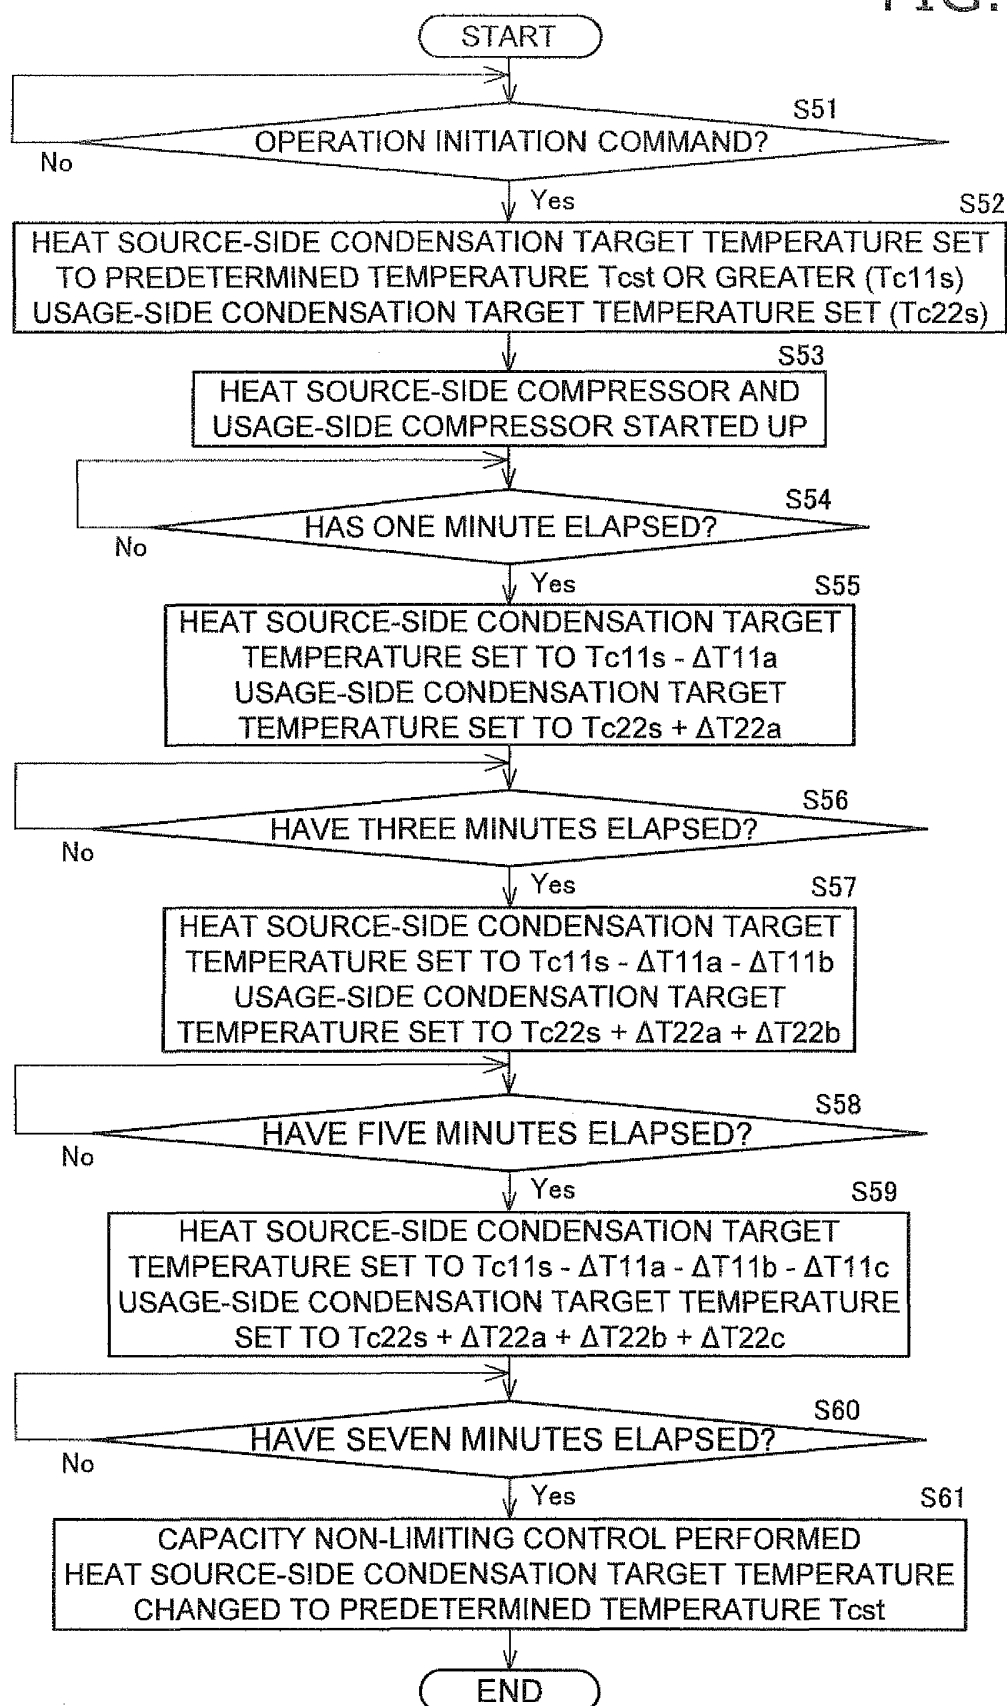 FIG.
START
S51
OPERATION INITIATION COMMAND?
No
Yes
S52
HEAT SOURCE-SIDE CONDENSATION TARGET TEMPERATURE SET
TO PREDETERMINED TEMPERATURE Tcst OR GREATER (Tc11s)
USAGE-SIDE CONDENSATION TARGET TEMPERATURE SET (Tc22s)
S53
HEAT SOURCE-SIDE COMPRESSOR AND
USAGE-SIDE COMPRESSOR STARTED UP
S54
HAS ONE MINUTE ELAPSED?
No
Yes
S55
HEAT SOURCE-SIDE CONDENSATION TARGET
TEMPERATURE SET TO Tc11s - ΔT11a
USAGE-SIDE CONDENSATION TARGET
TEMPERATURE SET TO Tc22s + ΔT22a
S56
HAVE THREE MINUTES ELAPSED?
No
Yes
S57
HEAT SOURCE-SIDE CONDENSATION TARGET
TEMPERATURE SET TO Tc11s - ΔT11a - ΔT11b
USAGE-SIDE CONDENSATION TARGET
TEMPERATURE SET TO Tc22s + ΔT22a + ΔT22b
S58
HAVE FIVE MINUTES ELAPSED?
No
Yes
S59
HEAT SOURCE-SIDE CONDENSATION TARGET
TEMPERATURE SET TO Tc11s - ΔT11a - ΔT11b - ΔT11c
USAGE-SIDE CONDENSATION TARGET TEMPERATURE
SET TO Tc22s + ΔT22a + ΔT22b + ΔT22c
S60
HAVE SEVEN MINUTES ELAPSED?
No
Yes
S61
CAPACITY NON-LIMITING CONTROL PERFORMED
HEAT SOURCE-SIDE CONDENSATION TARGET TEMPERATURE
CHANGED TO PREDETERMINED TEMPERATURE Tcst
END